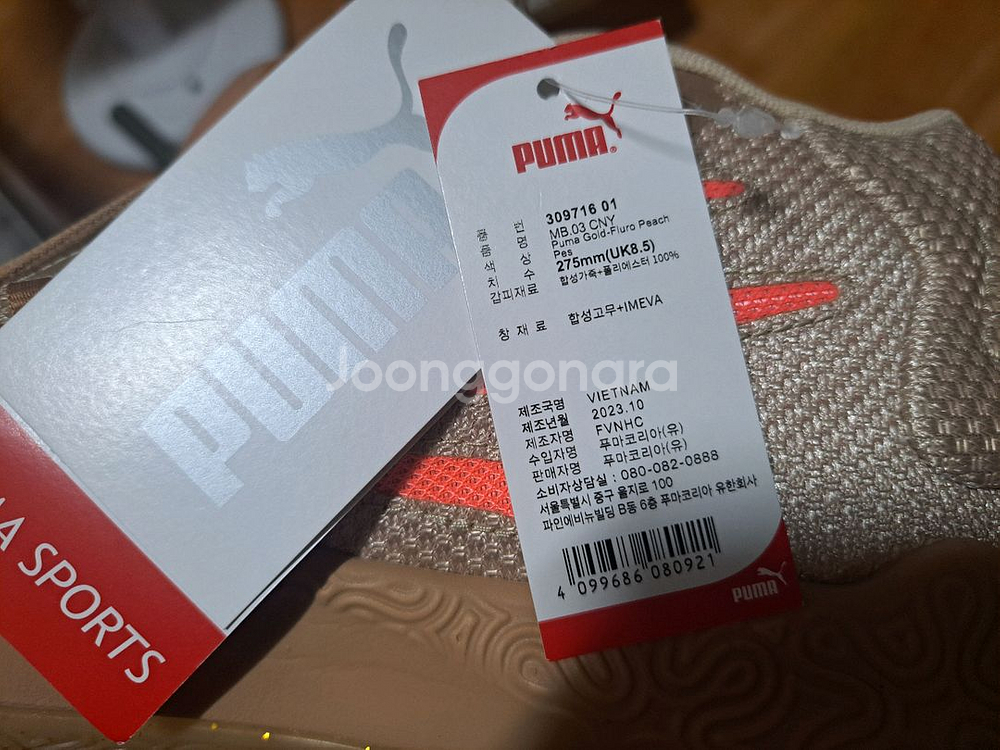 PUMA
A SPORTS
PUMA
품 번 309716 01
품 명 MB.03 CNY
색 상 Puma Gold-Fluro Peach
Pes
치 수 275mm(UK8.5)
갑피재료 합성가죽+폴리에스터 100%
창 재 료 합성고무+IMEVA
Joonggonara
제조국명 VIETNAM
제조년월 2023.10
제조자명 FVNHC
수입자명 푸마코리아(유)
판매자명 푸마코리아(유)
소비자상담실 : 080-082-0888
서울특별시 중구 을지로 100
파인에비뉴빌딩 B동 6층 푸마코리아 유한회사
4 099686 080921
PUMA